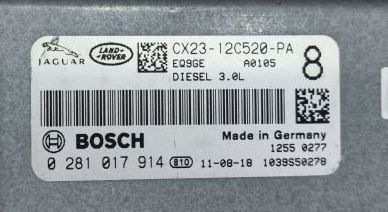 JAGUAR
LAND-ROVER
CX23-12C520-PA
8
EQ9GE A0105
DIESEL 3.0L
BOSCH
Made in Germany
1255 0277
0 281 017 914 810 11-08-18 1039S50278